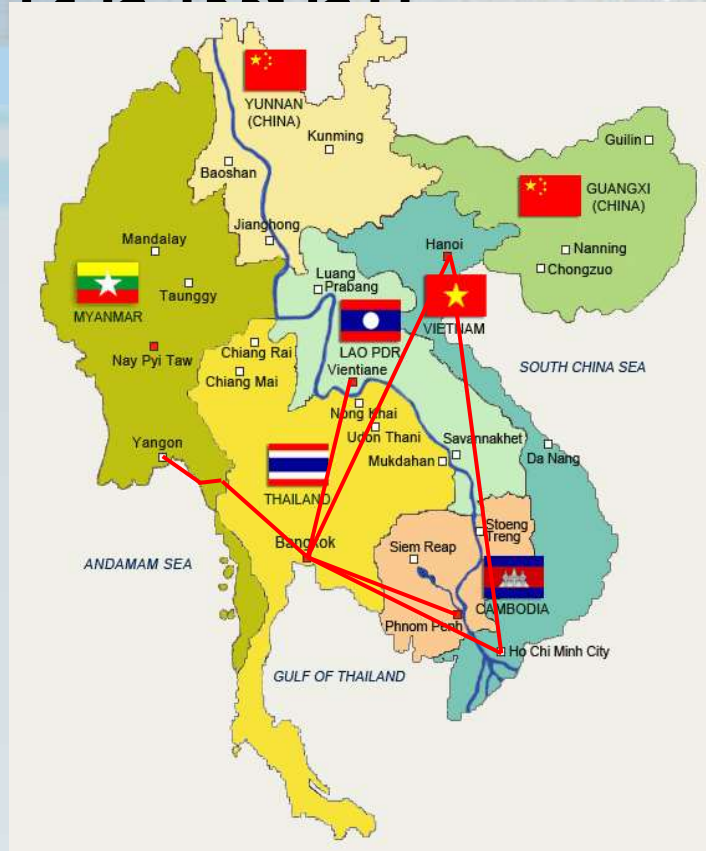 YUNNAN
(CHINA)
Kunming
Baoshan
Jianghong
Guilin
GUANGXI
(CHINA)
Nanning
Chongzuo
Hanoi
Mandalay
Taunggy
MYANMAR
Nay Pyi Taw
Yangon
Luang
Prabang
LAO PDR
Vientiane
VIETNAM
SOUTH CHINA SEA
Chiang Rai
Chiang Mai
Nong Khai
Udon Thani
Mukdahan
Savannakhet
Da Nang
THAILAND
Bangkok
ANDAMAM SEA
Siem Reap
Stoeng
Treng
CAMBODIA
Phnom Penh
Ho Chi Minh City
GULF OF THAILAND